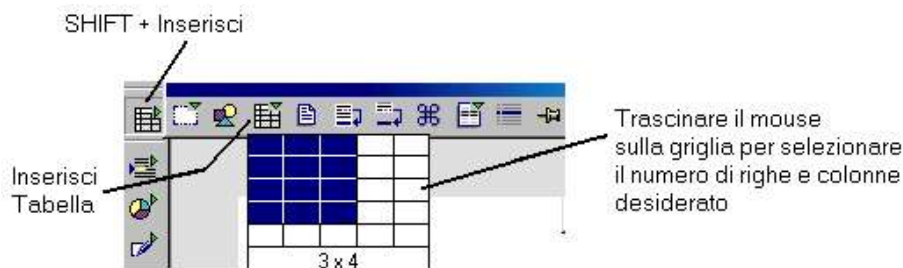 SHIFT + Inserisci
Inserisci
Tabella
Trascinare il mouse
sulla griglia per selezionare
il numero di righe e colonne
desiderato
3 x 4